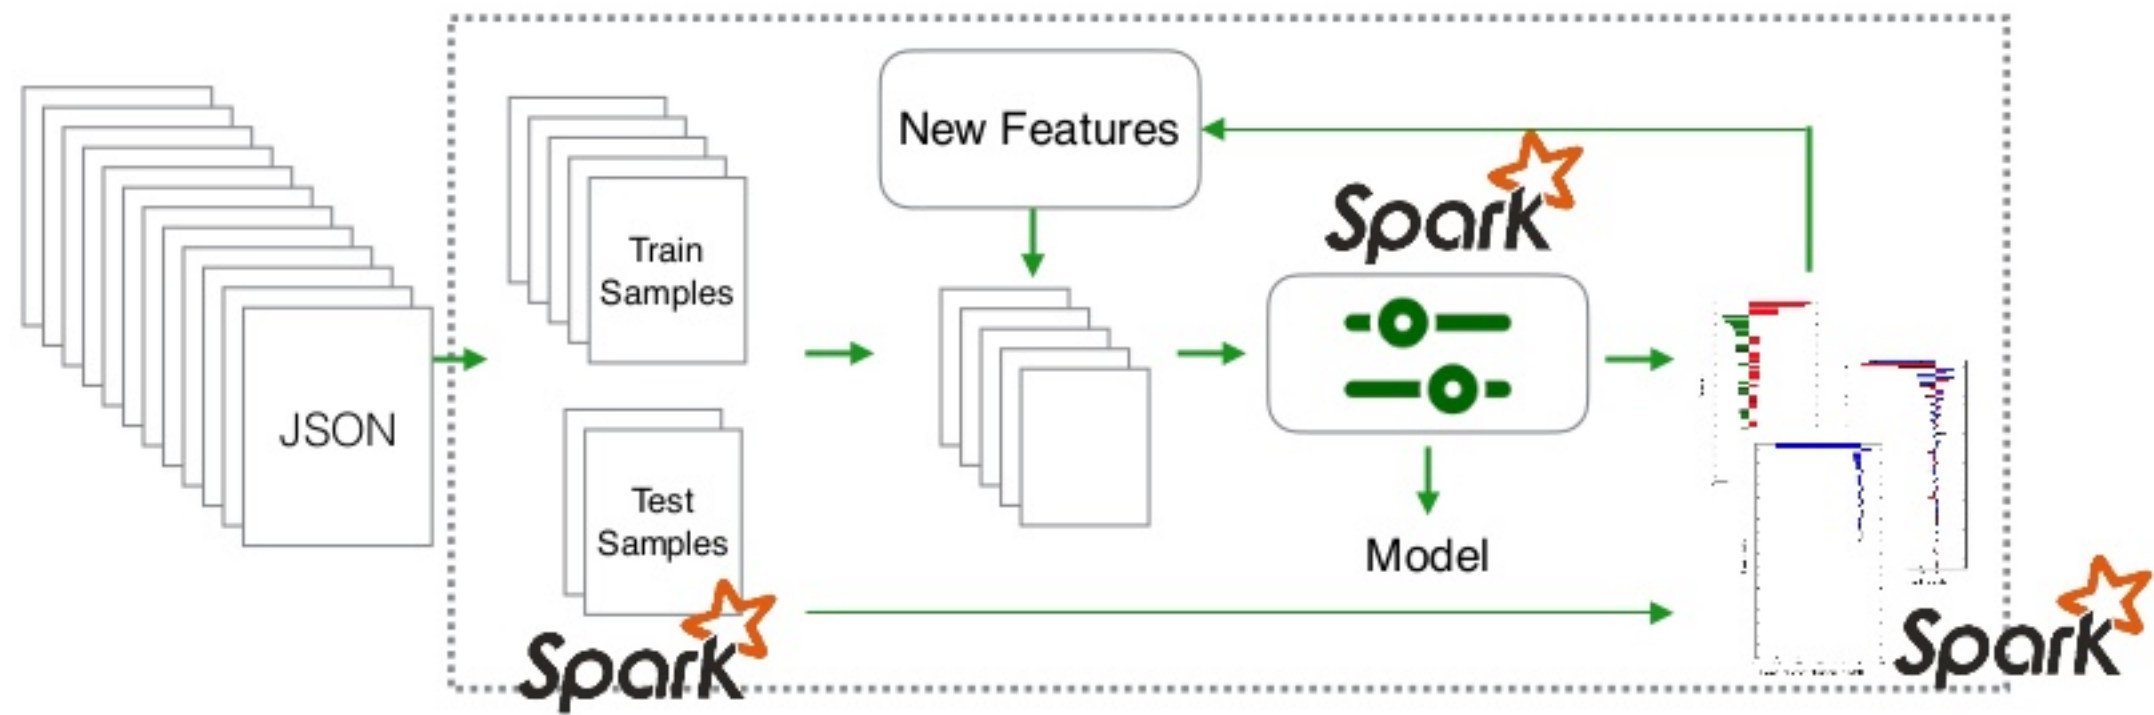 JSON
Train
Samples
Test
Samples
Spark
New Features
Spark
Model
Spark